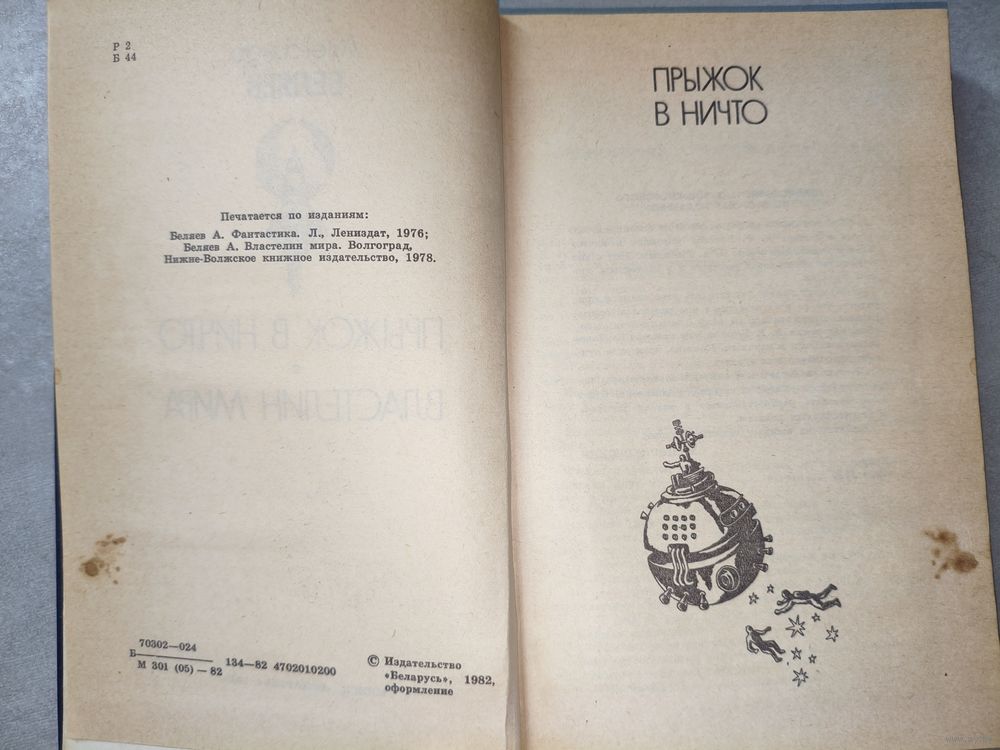 Р 2
Б 44
Печатается по изданиям:
Беляев А. Фантастика. Л., Лениздат, 1976;
Беляев А. Властелин мира. Волгоград,
Нижне-Волжское книжное издательство, 1978.
70302—024
Б
М 301 (05) — 82
134—82 4702010200
© Издательство
«Беларусь», 1982,
оформление
ПРЫЖОК
В НИЧТО